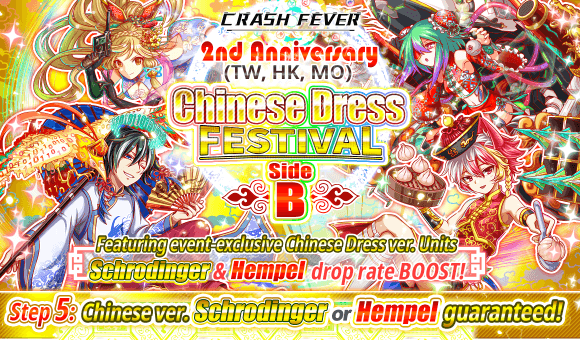 CRASH FEVER
2nd Anniversary
(TW, HK, MO)
Chinese Dress
FESTIVAL
Side
B
Featuring event-exclusive Chinese Dress ver. Units
Schrodinger & Hempel drop rate BOOST!
Step 5: Chinese ver. Schrodinger or Hempel guaranteed!